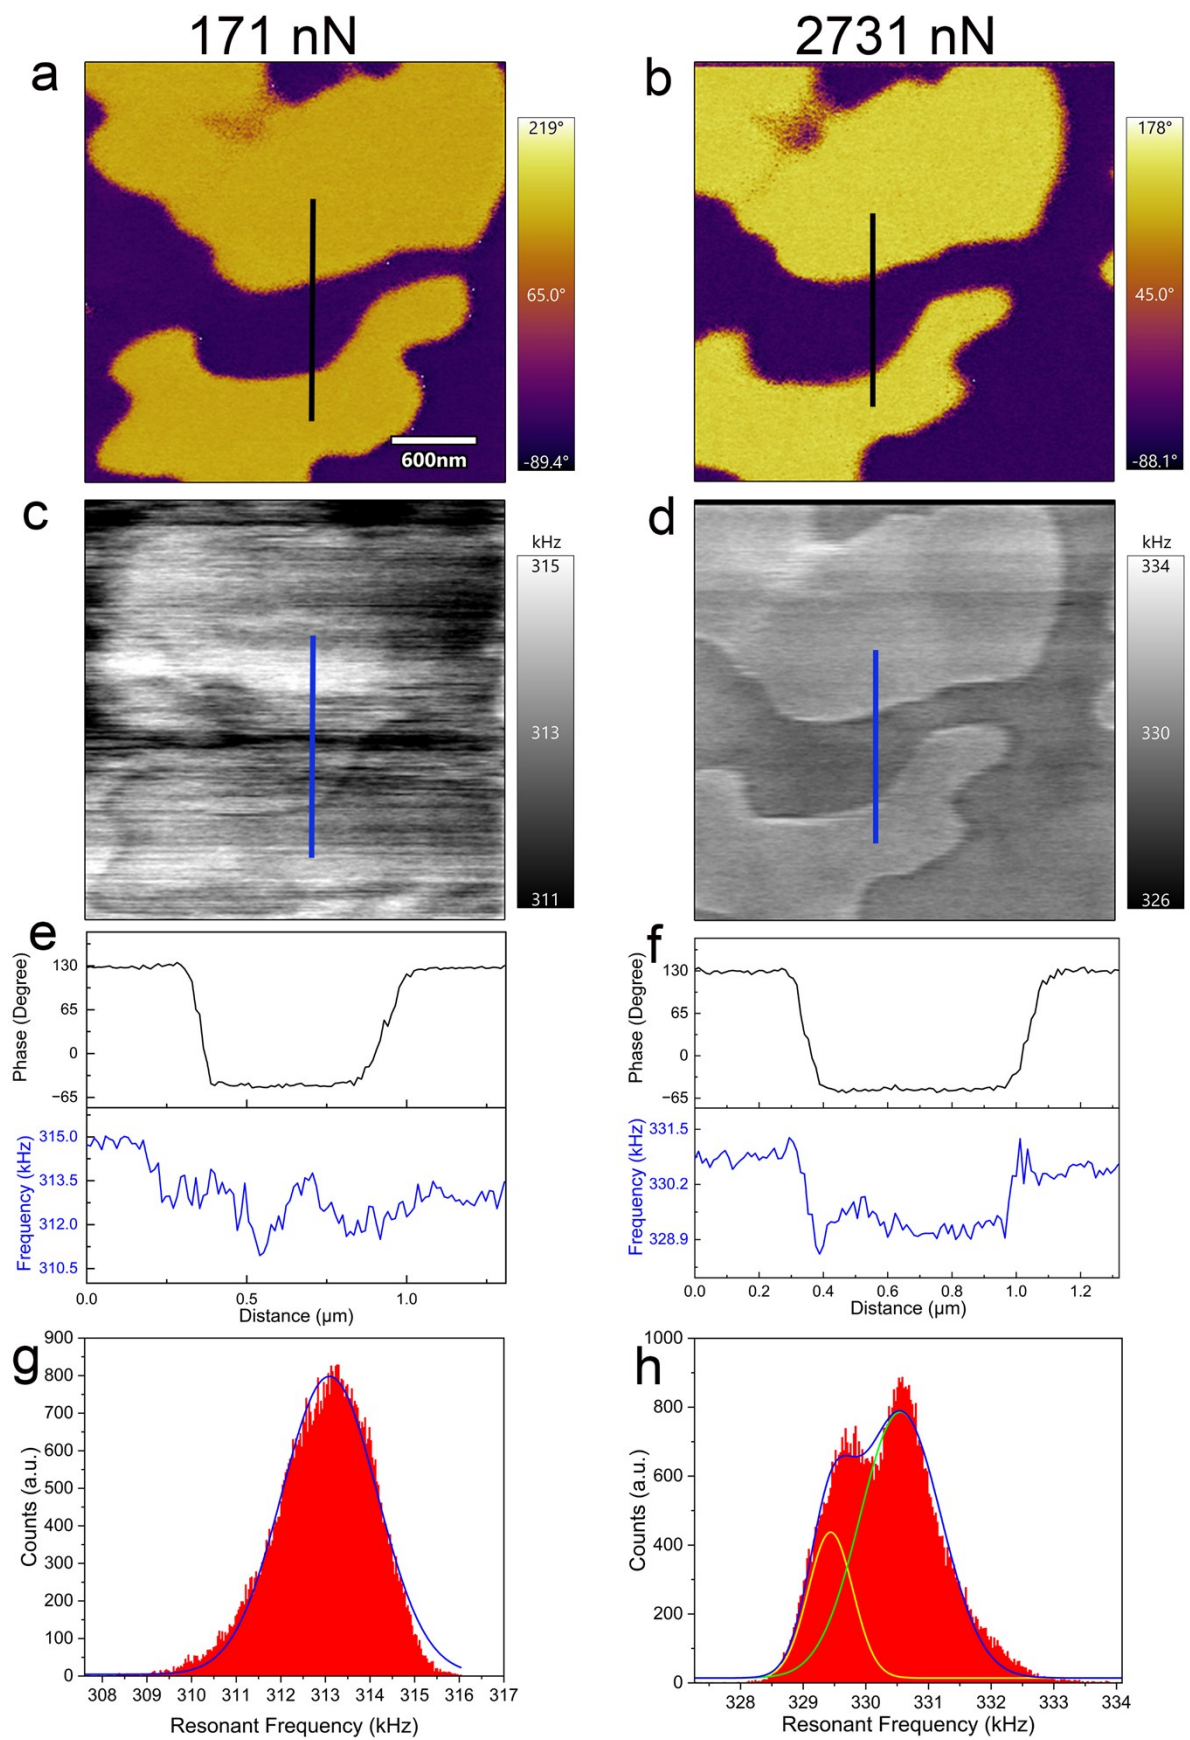 171 nN
2731 nN
a
219°
65.0°
-89.4°
600nm
b
178°
45.0°
-88.1°
c
kHz
315
313
311
d
kHz
334
330
326
e
Phase (Degree)
130
65
0
−65
Frequency (kHz)
315.0
313.5
312.0
310.5
0.0 0.5 1.0
Distance (µm)
f
Phase (Degree)
130
65
0
−65
Frequency (kHz)
331.5
330.2
328.9
0.0 0.2 0.4 0.6 0.8 1.0 1.2
Distance (µm)
g
Counts (a.u.)
900
800
700
600
500
400
300
200
100
0
308 309 310 311 312 313 314 315 316 317
Resonant Frequency (kHz)
h
Counts (a.u.)
1000
800
600
400
200
0
328 329 330 331 332 333 334
Resonant Frequency (kHz)